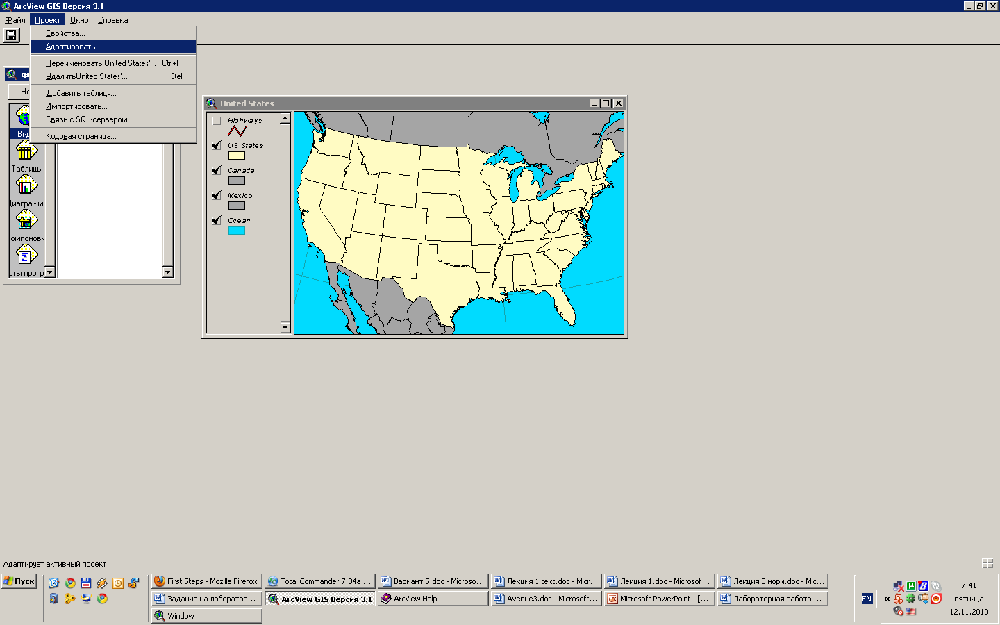 ArcView GIS Версия 3.1
Файл Проект Окно Справка
Свойства...
Адаптировать...
Переименовать United States'... Ctrl+R
УдалитьUnited States'... Del
Добавить таблицу...
Импортировать...
Связь с SQL-сервером...
Кодовая страница...
qs
Но
Вид
Таблицы
Диаграмм
омпоновк
сты прогр
United States
Highways
US States
Canada
Mexico
Ocean
Адаптирует активный проект
Пуск
First Steps - Mozilla Firefox
Total Commander 7.04a ...
Вариант 5.doc - Microso...
Лекция 1 text.doc - Micr...
Лекция 1.doc - Microsof...
Лекция 3 норм.doc - Mic...
Задание на лаборатор...
ArcView GIS Версия 3.1
ArcView Help
Avenue3.doc - Microsoft...
Microsoft PowerPoint - [...
Лабораторная работа ...
Window
EN
7:41
пятница
12.11.2010